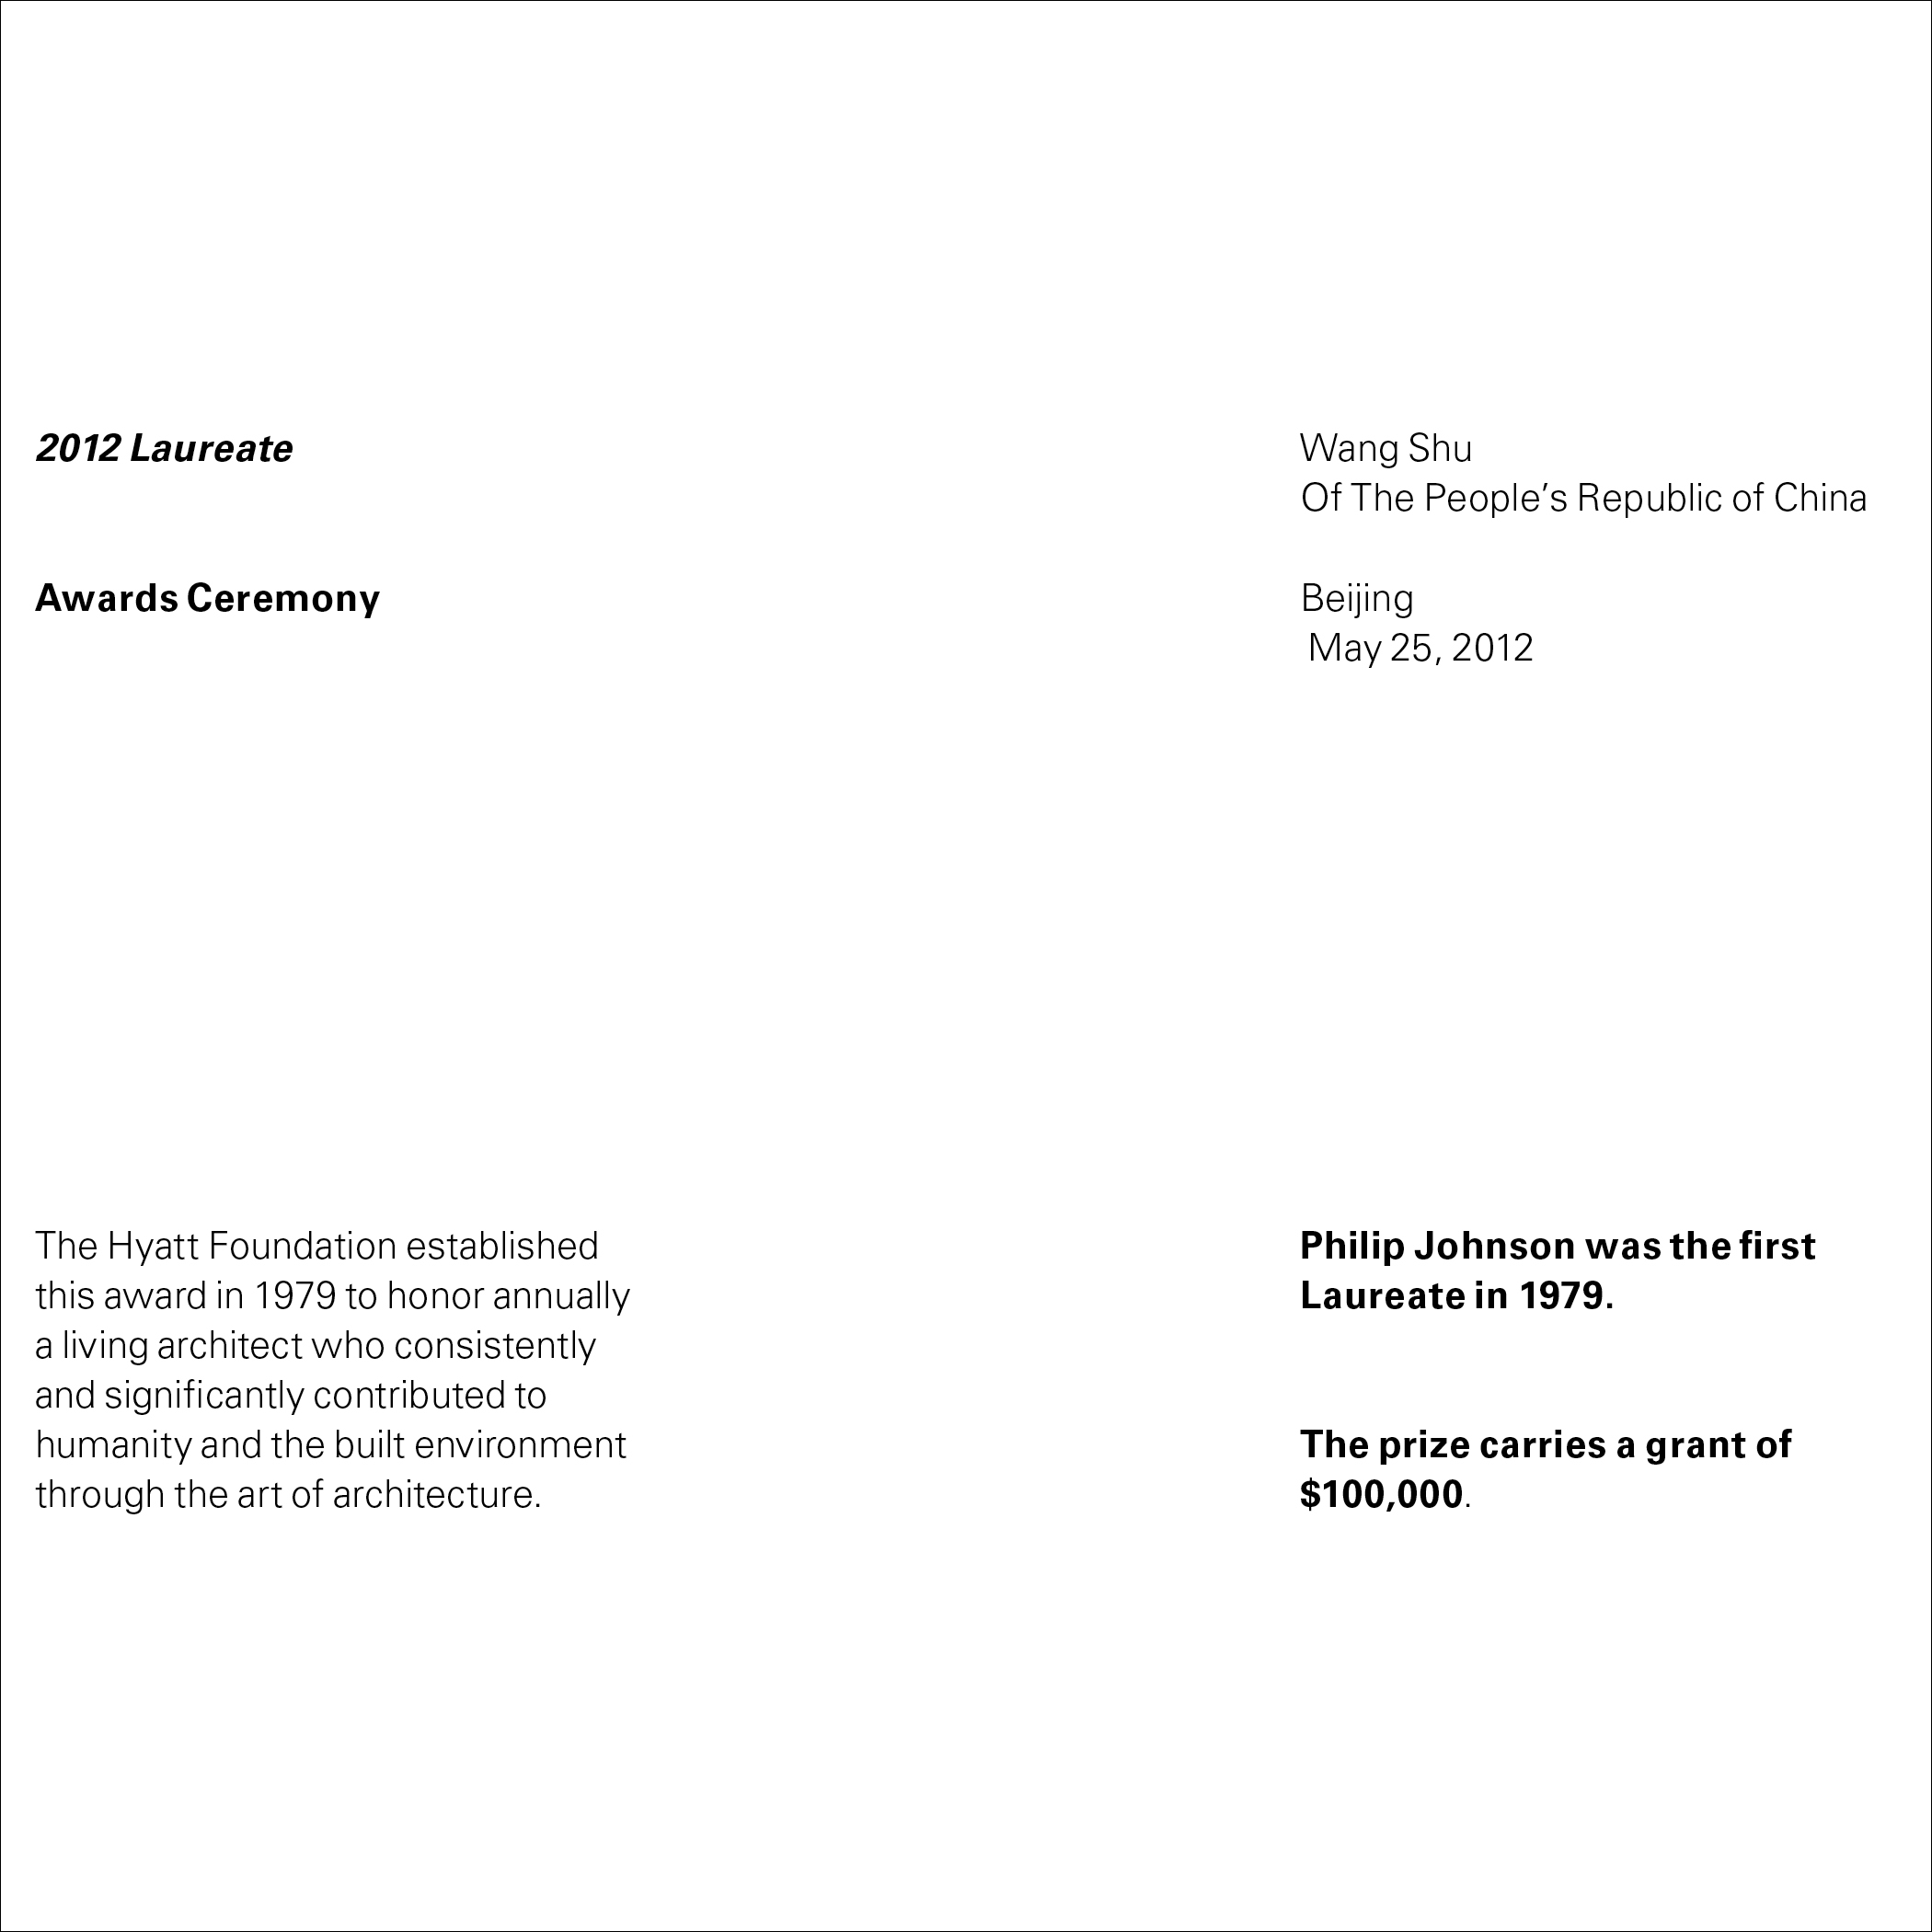 2012 Laureate
Wang Shu
Of The People’s Republic of China
Awards Ceremony
Beijing
May 25, 2012
The Hyatt Foundation established
this award in 1979 to honor annually
a living architect who consistently
and significantly contributed to
humanity and the built environment
through the art of architecture.
Philip Johnson was the first
Laureate in 1979.
The prize carries a grant of
$100,000.